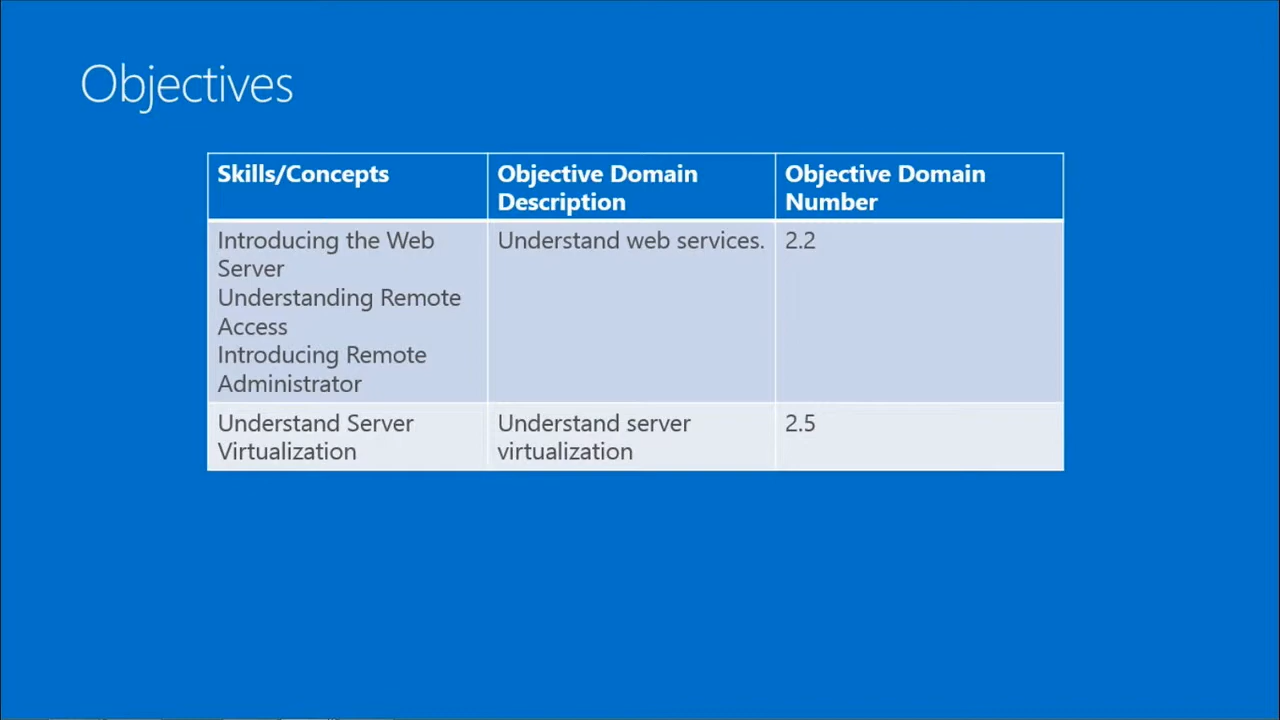 Objectives
Skills/Concepts
Objective Domain
Description
Objective Domain
Number
Introducing the Web
Server
Understanding Remote
Access
Introducing Remote
Administrator
Understand web services.
2.2
Understand Server
Virtualization
Understand server
virtualization
2.5